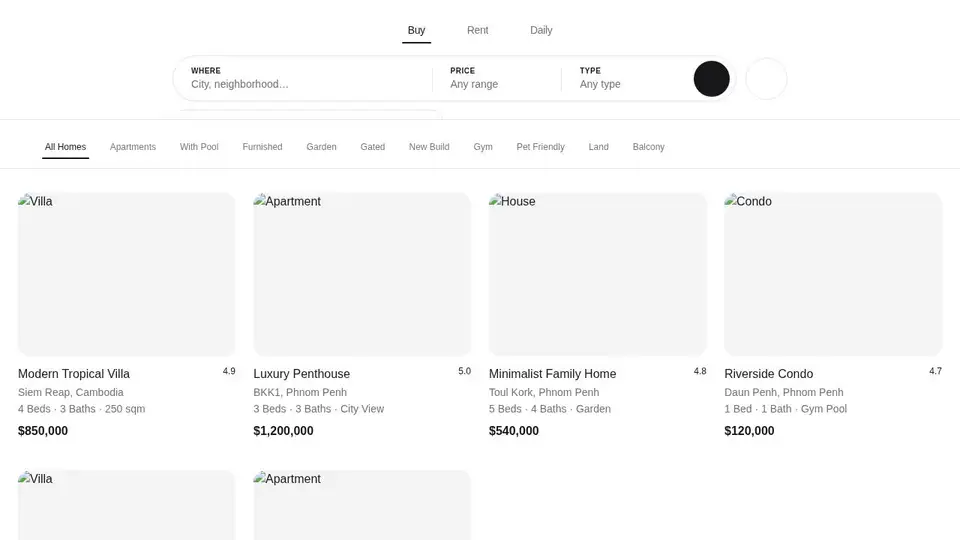 Buy Rent Daily
WHERE PRICE TYPE
City, neighborhood... Any range Any type
All Homes Apartments With Pool Furnished Garden Gated New Build Gym Pet Friendly Land Balcony
Villa Apartment House Condo
Modern Tropical Villa 4.9 Luxury Penthouse 5.0 Minimalist Family Home 4.8 Riverside Condo 4.7
Siem Reap, Cambodia BKK1, Phnom Penh Toul Kork, Phnom Penh Daun Penh, Phnom Penh
4 Beds · 3 Baths · 250 sqm 3 Beds · 3 Baths · City View 5 Beds · 4 Baths · Garden 1 Bed · 1 Bath · Gym Pool
$850,000 $1,200,000 $540,000 $120,000
Villa Apartment